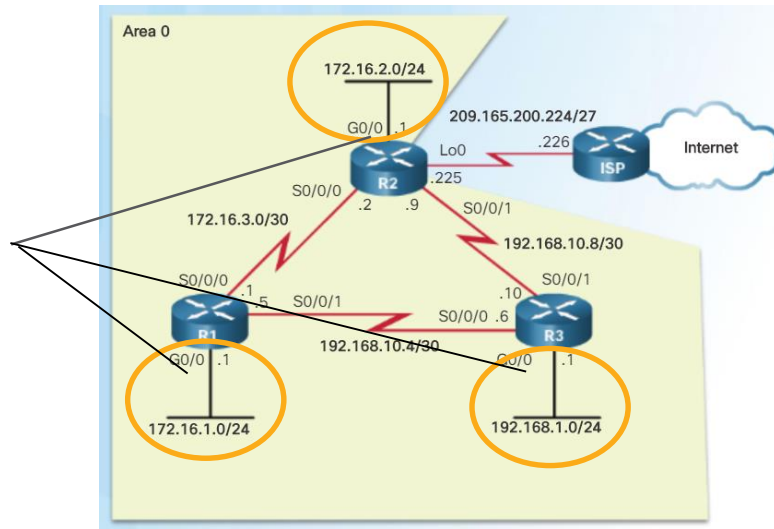 Area 0
172.16.2.0/24
G0/0 .1
209.165.200.224/27
Lo0
.226
Internet
R2
.225
ISP
S0/0/0
.2
.9
S0/0/1
172.16.3.0/30
192.168.10.8/30
S0/0/0
.1
S0/0/1
.5
S0/0/1
.10
S0/0/0
.6
R1
192.168.10.4/30
R3
G0/0 .1
G0/0 .1
172.16.1.0/24
192.168.1.0/24